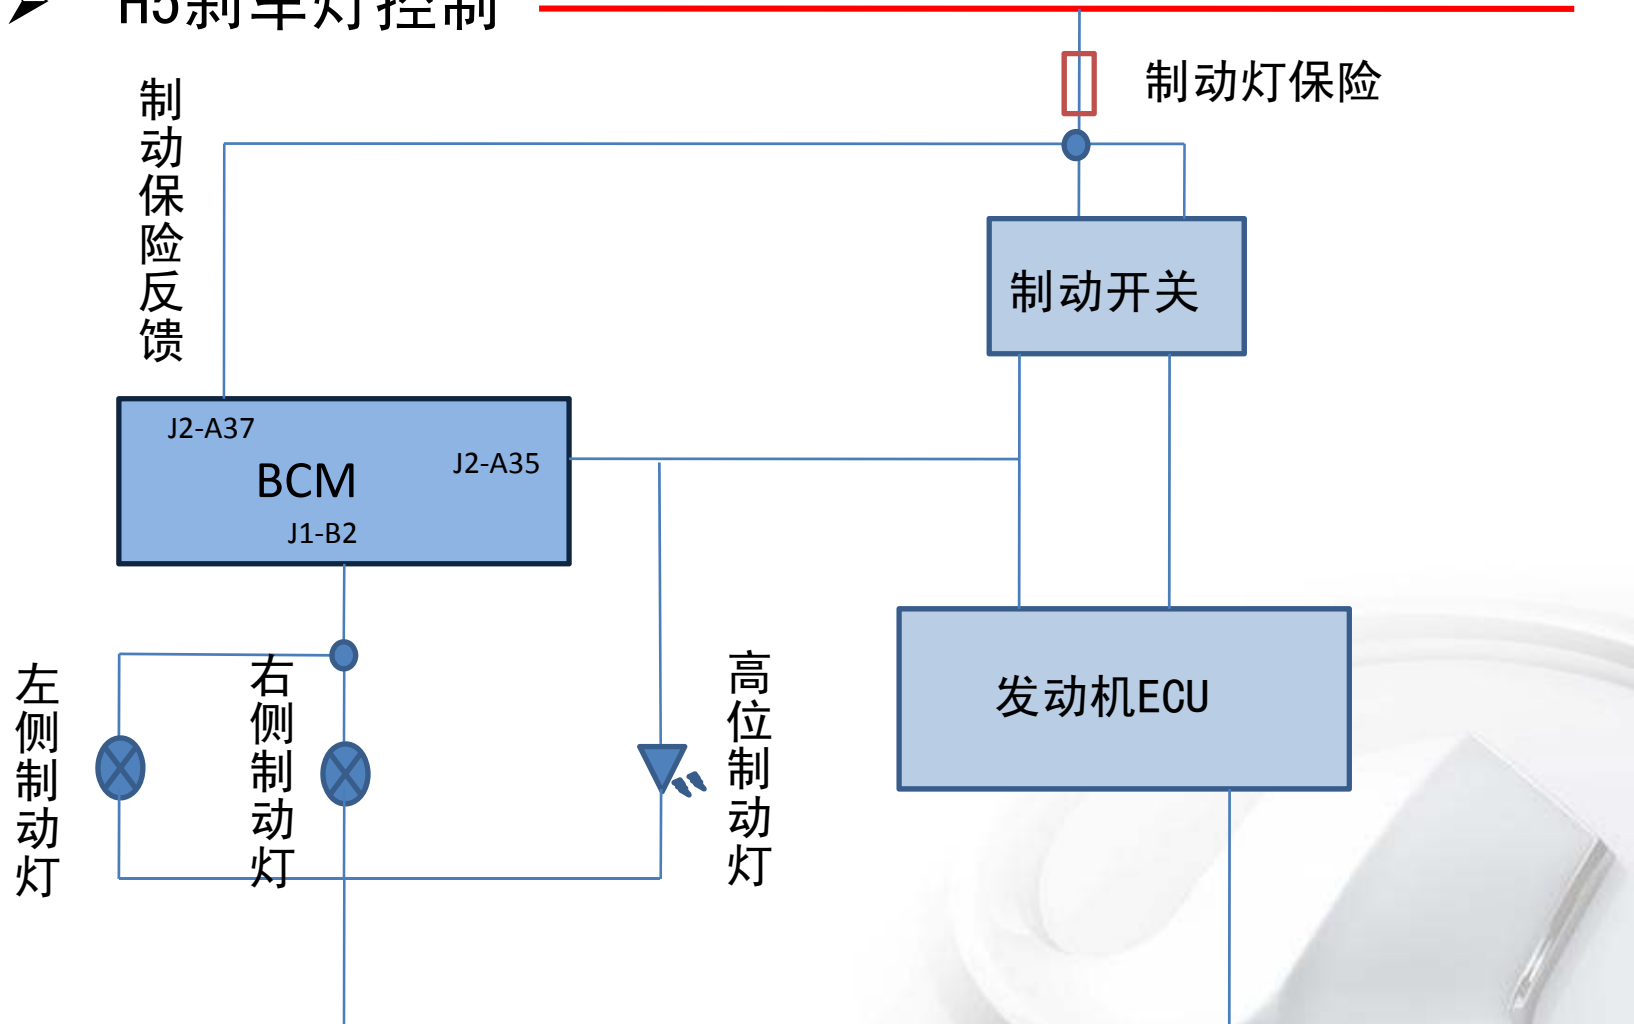 H5刹车灯控制
制动灯保险
制动保险反馈
制动开关
J2-A37
J2-A35
BCM
J1-B2
左侧制动灯
右侧制动灯
高位制动灯
发动机ECU